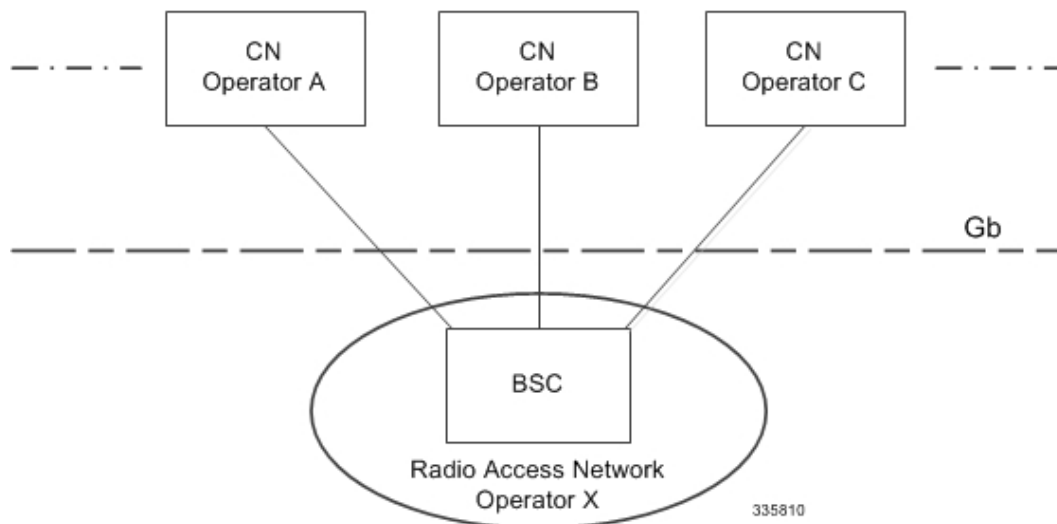 CN
Operator A
CN
Operator B
CN
Operator C
Gb
BSC
Radio Access Network
Operator X
335810